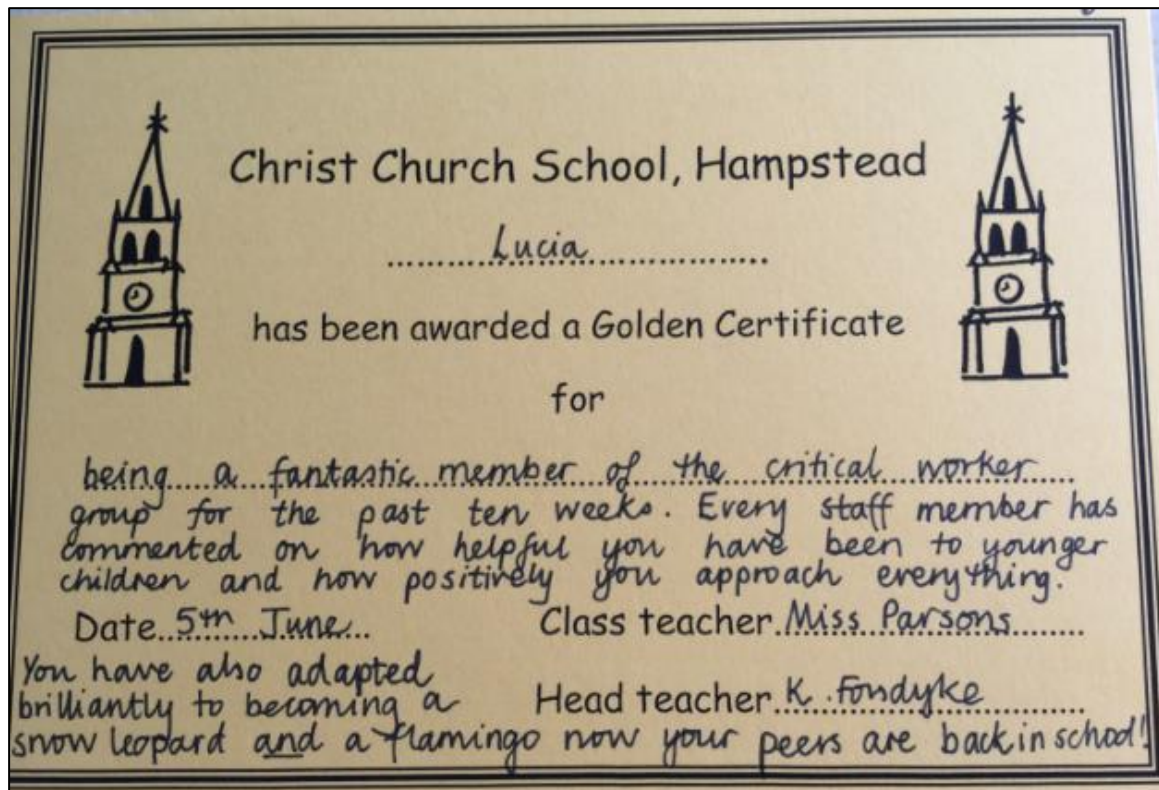 Christ Church School, Hampstead
Lucia
has been awarded a Golden Certificate
for
being a fantastic member of the critical worker
group for the past ten weeks. Every staff member has
commented on how helpful you have been to younger
children and how positively you approach everything.
Date 5th June Class teacher Miss Parsons
You have also adapted
brilliantly to becoming a Head teacher K. Fondyke
snow leopard and a flamingo now your peers are back in school!